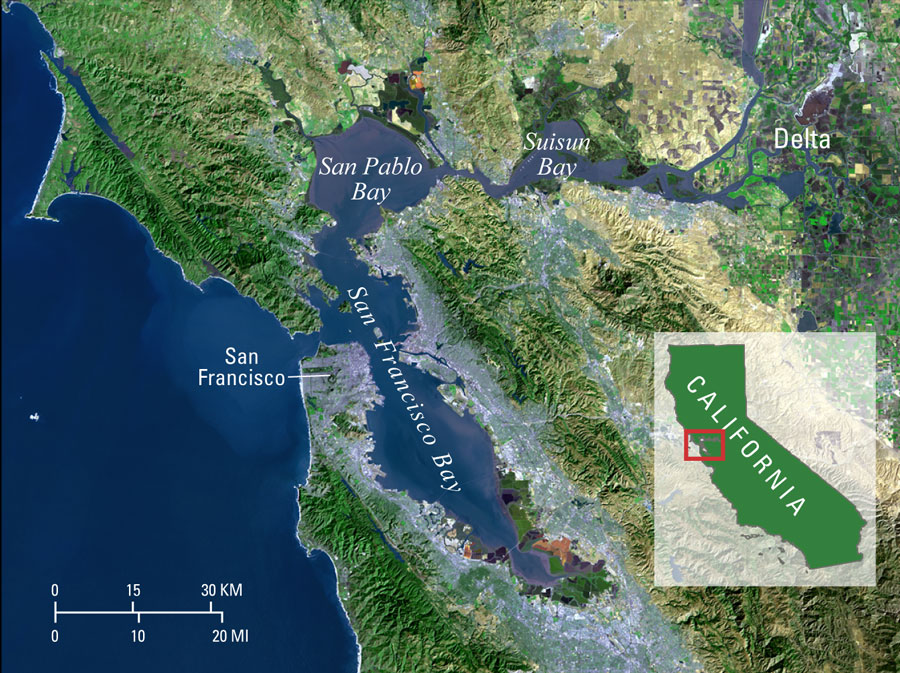 Delta
Suisun
Bay
San Pablo
Bay
San Francisco Bay
San
Francisco
CALIFORNIA
0 15 30 KM
0 10 20 MI